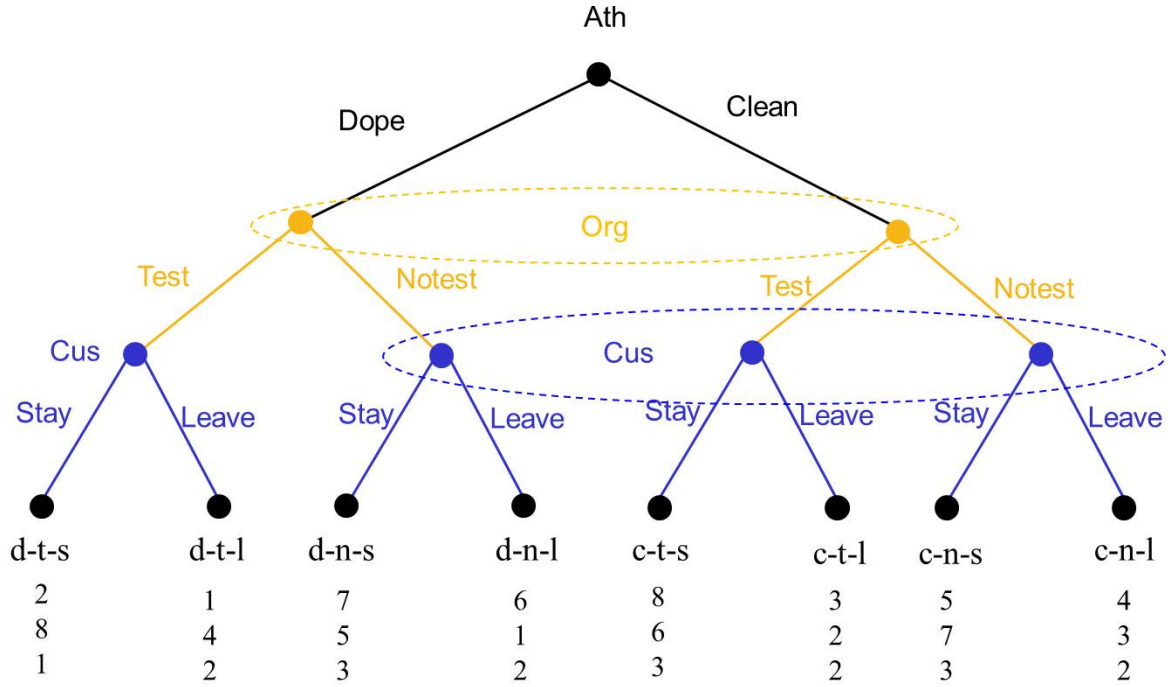 Ath
Dope Clean
Org
Test Notest Test Notest
Cus Cus
Stay Leave Stay Leave Stay Leave Stay Leave
d-t-s d-t-l d-n-s d-n-l c-t-s c-t-l c-n-s c-n-l
2 1 7 6 8 3 5 4
8 4 5 1 6 2 7 3
1 2 3 2 3 2 3 2